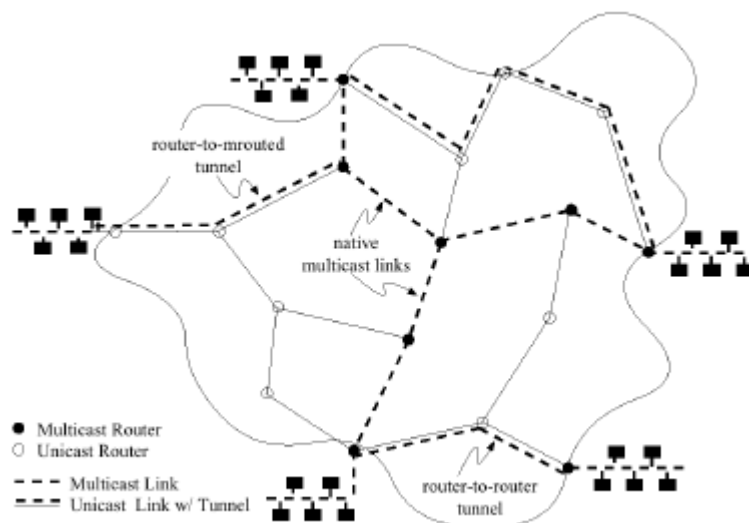 router-to-mrouted
tunnel
native
multicast links
Multicast Router
Unicast Router
Multicast Link
Unicast Link w/ Tunnel
router-to-router
tunnel